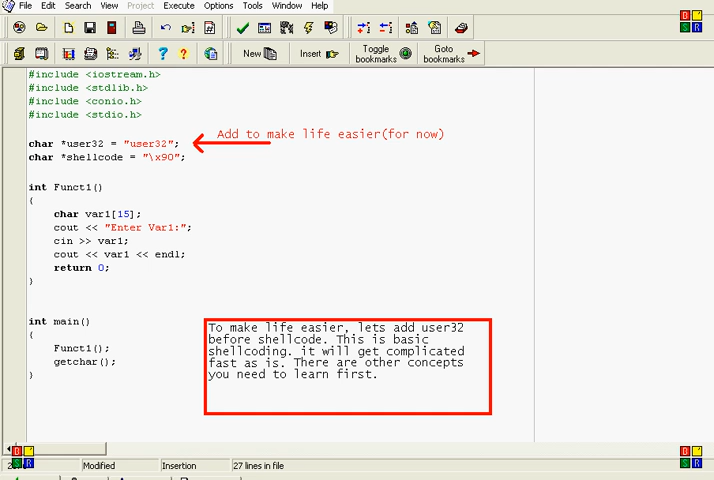 File Edit Search View Project Execute Options Tools Window Help
New Insert Toggle bookmarks Goto bookmarks
#include <iostream.h>
#include <stdlib.h>
#include <conio.h>
#include <stdio.h>
char *user32 = "user32";
Add to make life easier(for now)
char *shellcode = "\x90";
int Funct1()
{
char var1[15];
cout << "Enter Var1:";
cin >> var1;
cout << var1 << endl;
return 0;
}
int main()
{
Funct1();
getchar();
}
To make life easier, lets add user32
before shellcode. This is basic
shellcoding. it will get complicated
fast as is. There are other concepts
you need to learn first.
Modified Insertion 27 lines in file
B
S R
B
S R
B
S R